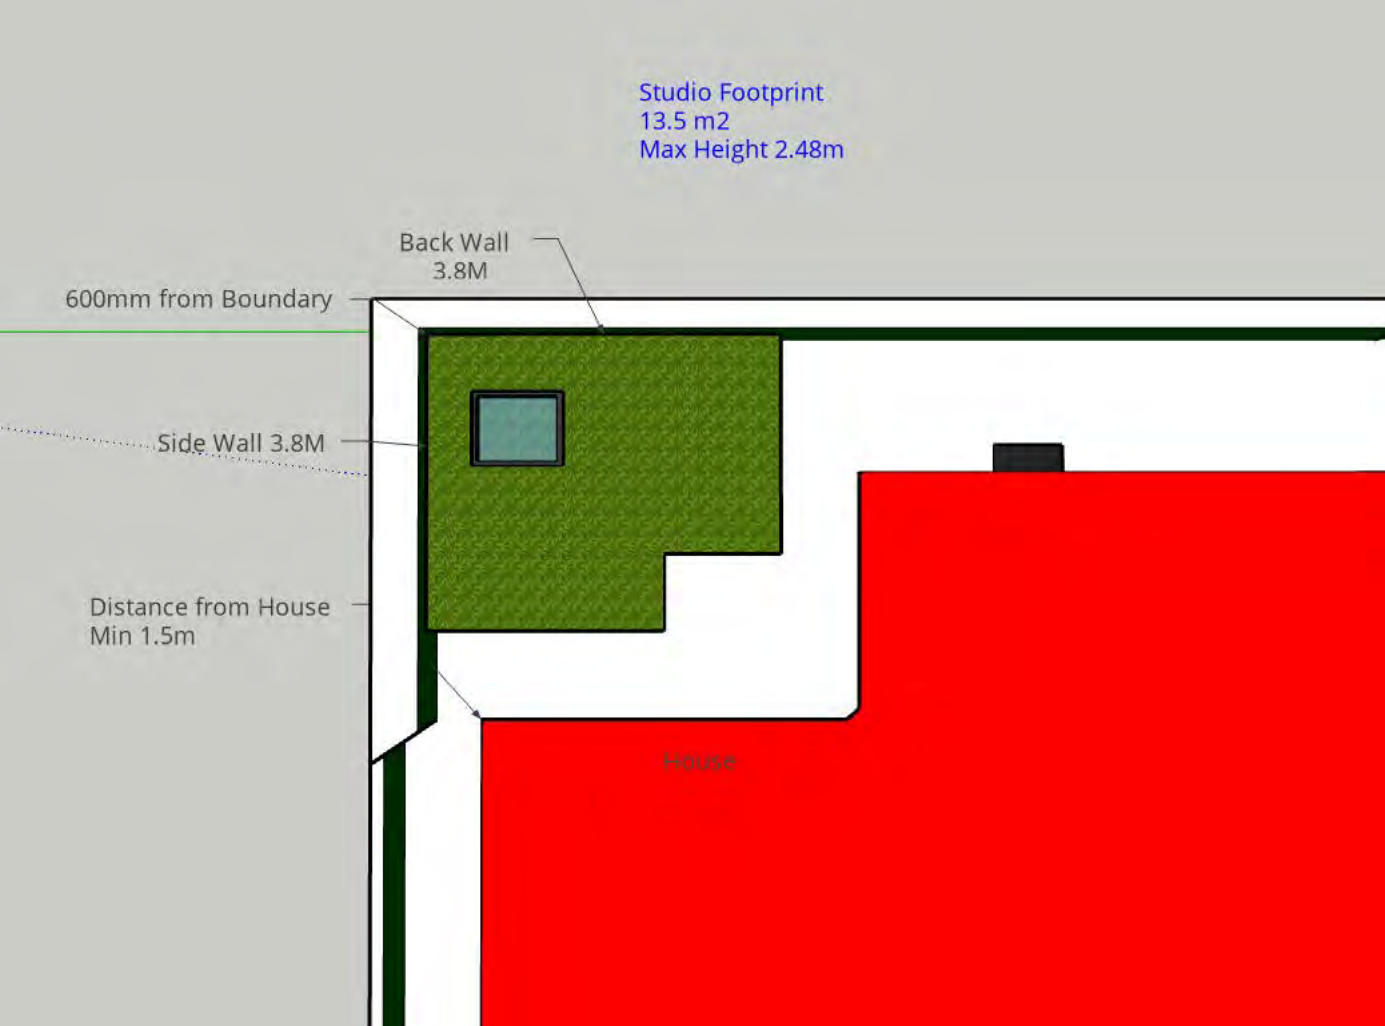 Studio Footprint
13.5 m2
Max Height 2.48m
Back Wall
3.8M
600mm from Boundary
Side Wall 3.8M
Distance from House
Min 1.5m
House